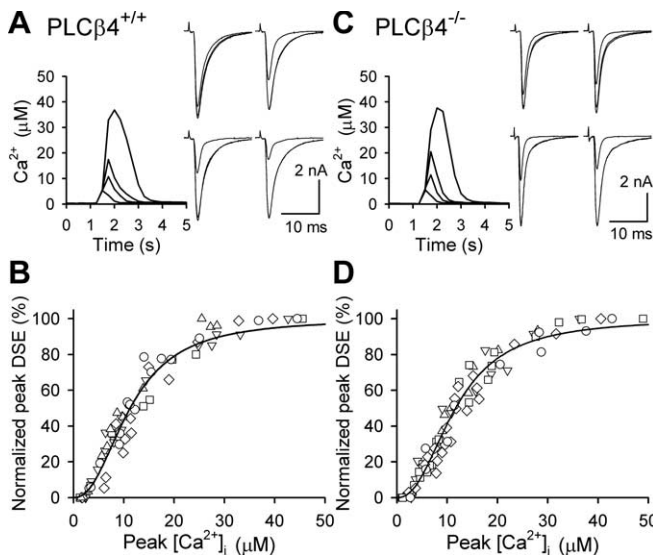 A PLCβ4+/+
Ca2+ (μM)
50
40
30
20
10
0
0 1 2 3 4 5
Time (s)
2 nA
10 ms
C PLCβ4-/-
Ca2+ (μM)
50
40
30
20
10
0
0 1 2 3 4 5
Time (s)
2 nA
10 ms
B
Normalized peak DSE (%)
100
80
60
40
20
0
0 10 20 30 40 50
Peak [Ca2+]i (μM)
D
Normalized peak DSE (%)
100
80
60
40
20
0
0 10 20 30 40 50
Peak [Ca2+]i (μM)